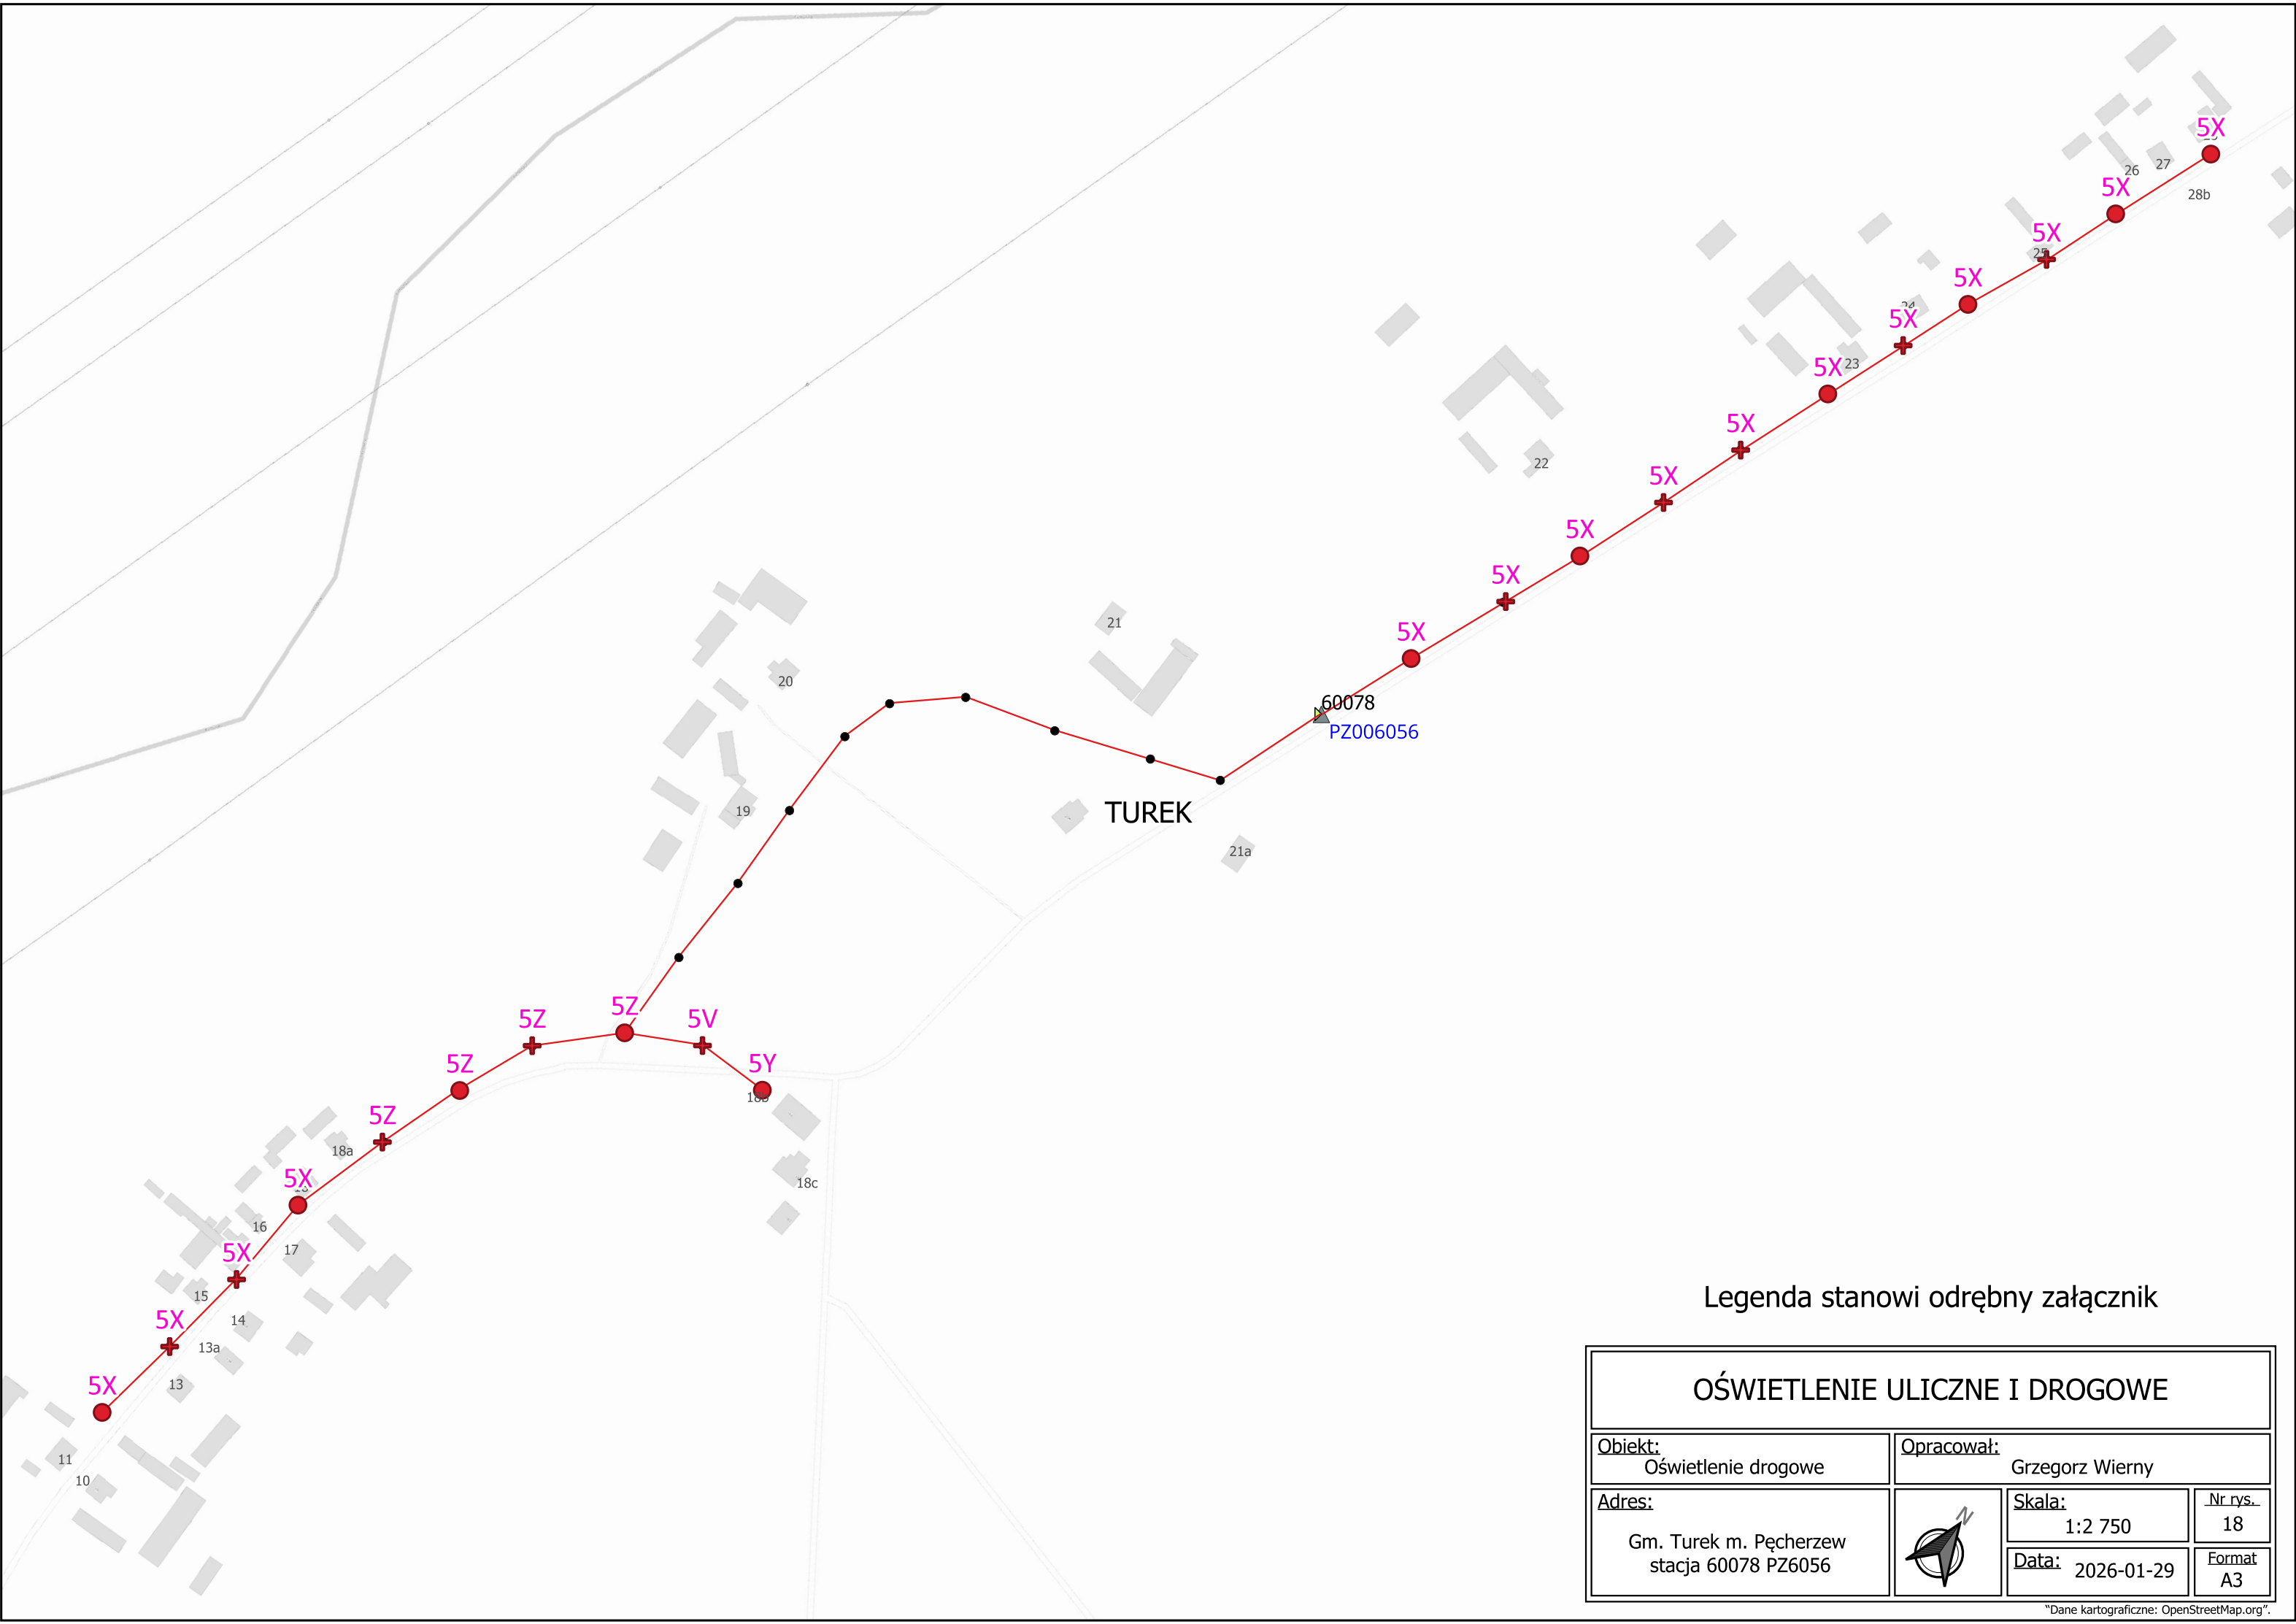 5X
26
27
28b
5X
5X
25
5X
24
5X
5X
23
5X
22
5X
5X
5X
5X
21
60078
PZ006056
20
19
TUREK
21a
5Z
5Z
5V
5Z
5Y
18b
5Z
18a
18c
5X
16
17
5X
15
14
5X
13a
13
5X
11
10
Legenda stanowi odrębny załącznik
OŚWIETLENIE ULICZNE I DROGOWE
Obiekt:
Oświetlenie drogowe
Opracował:
Grzegorz Wierny
Adres:
Gm. Turek m. Pęcherzew
stacja 60078 PZ6056
N
Skala:
1:2 750
Nr rys.
18
Data: 2026-01-29
Format
A3
"Dane kartograficzne: OpenStreetMap.org".